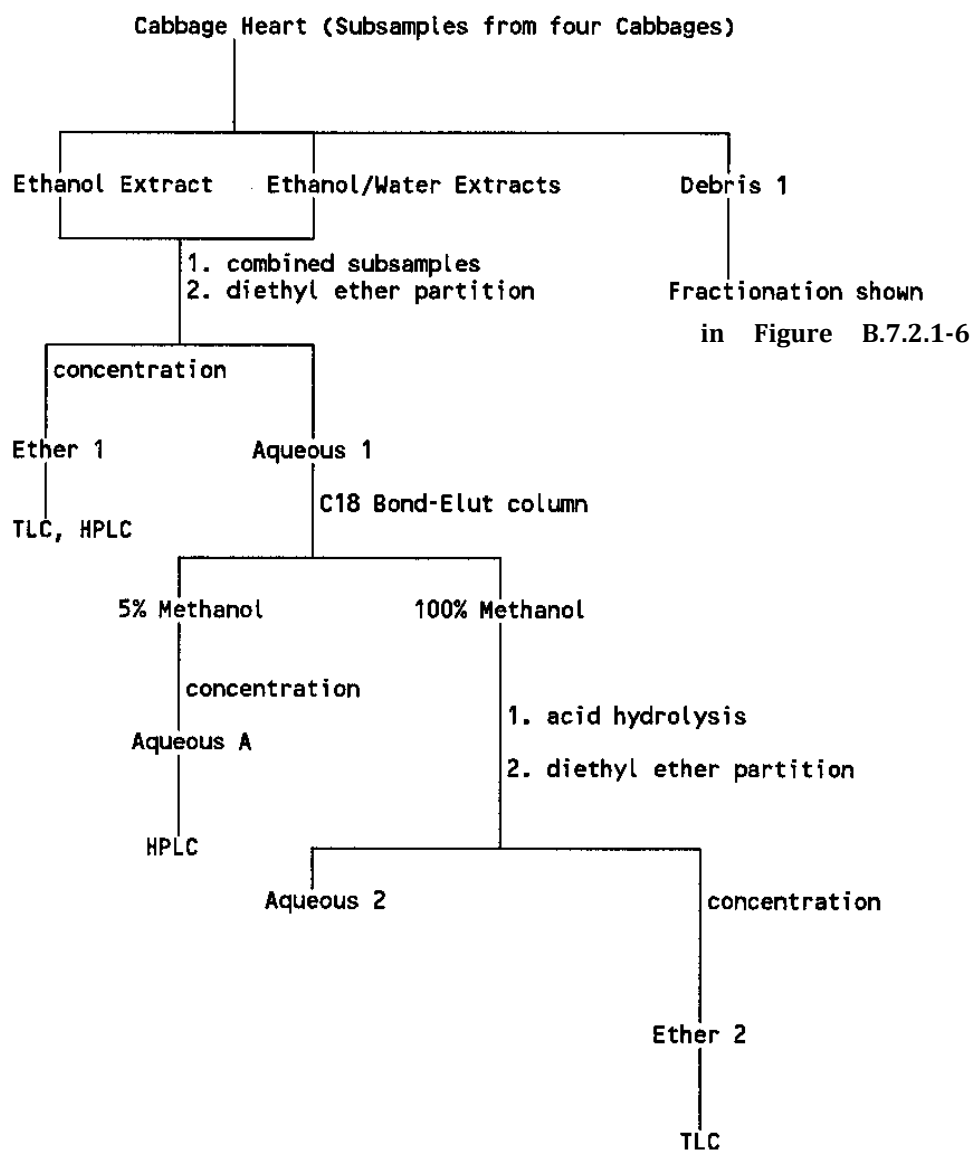 Cabbage Heart (Subsamples from four Cabbages)
Ethanol Extract
Ethanol/Water Extracts
Debris 1
1. combined subsamples
2. diethyl ether partition
Fractionation shown
in Figure B.7.2.1-6
concentration
Ether 1
Aqueous 1
C18 Bond-Elut column
TLC, HPLC
5% Methanol
100% Methanol
concentration
1. acid hydrolysis
Aqueous A
2. diethyl ether partition
HPLC
Aqueous 2
concentration
Ether 2
TLC